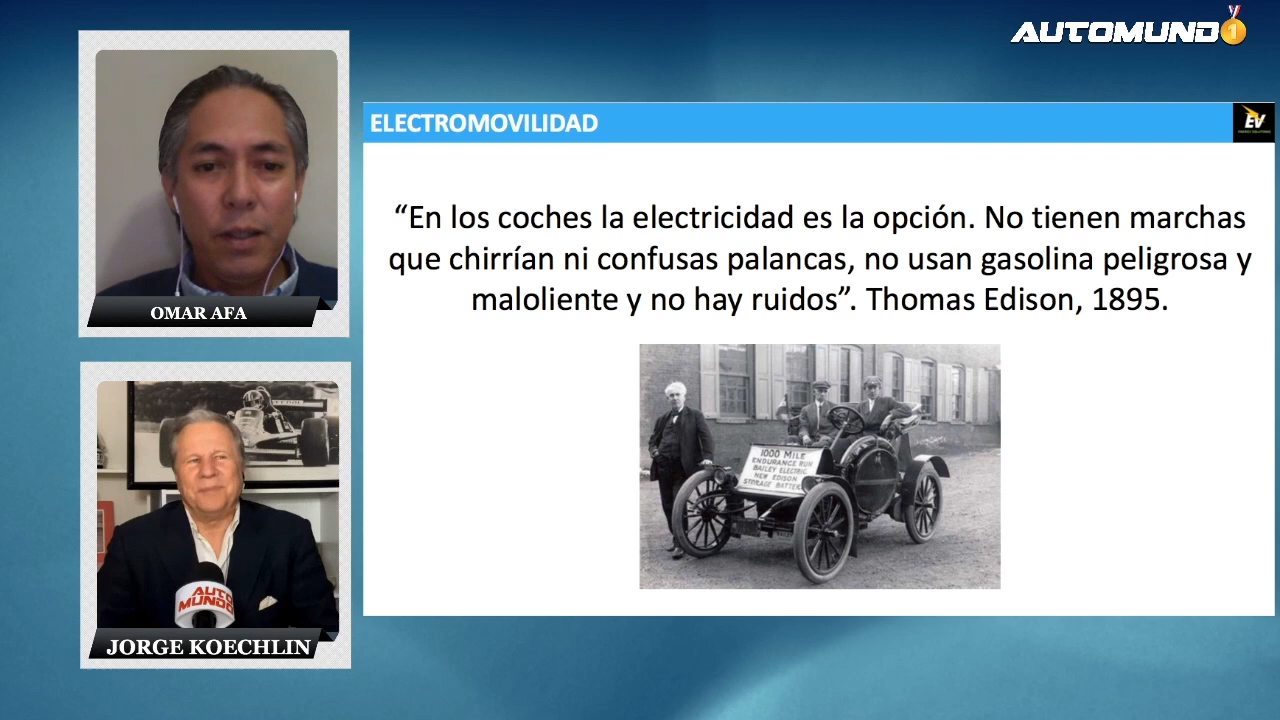 AUTOMUNDO
1
ELECTROMOVILIDAD
EV
“En los coches la electricidad es la opción. No tienen marchas
que chirrían ni confusas palancas, no usan gasolina peligrosa y
maloliente y no hay ruidos”. Thomas Edison, 1895.
1000 MILE
ENDURANCE RUN
BAILEY ELECTRIC
NEW EDISON
STORAGE BATTERY
OMAR AFA
AUTO
MUNDO
JORGE KOECHLIN